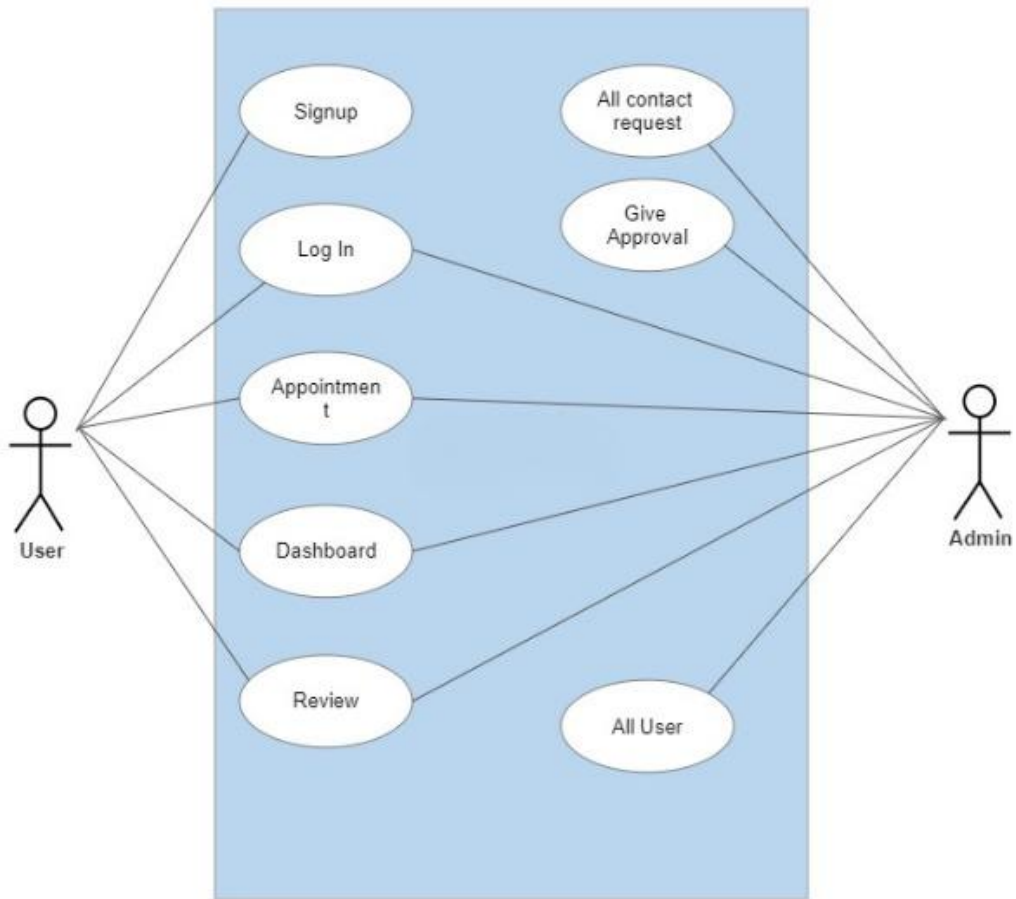 Signup
All contact
request
Give
Approval
Log In
Appointmen
t
User
Admin
Dashboard
Review
All User